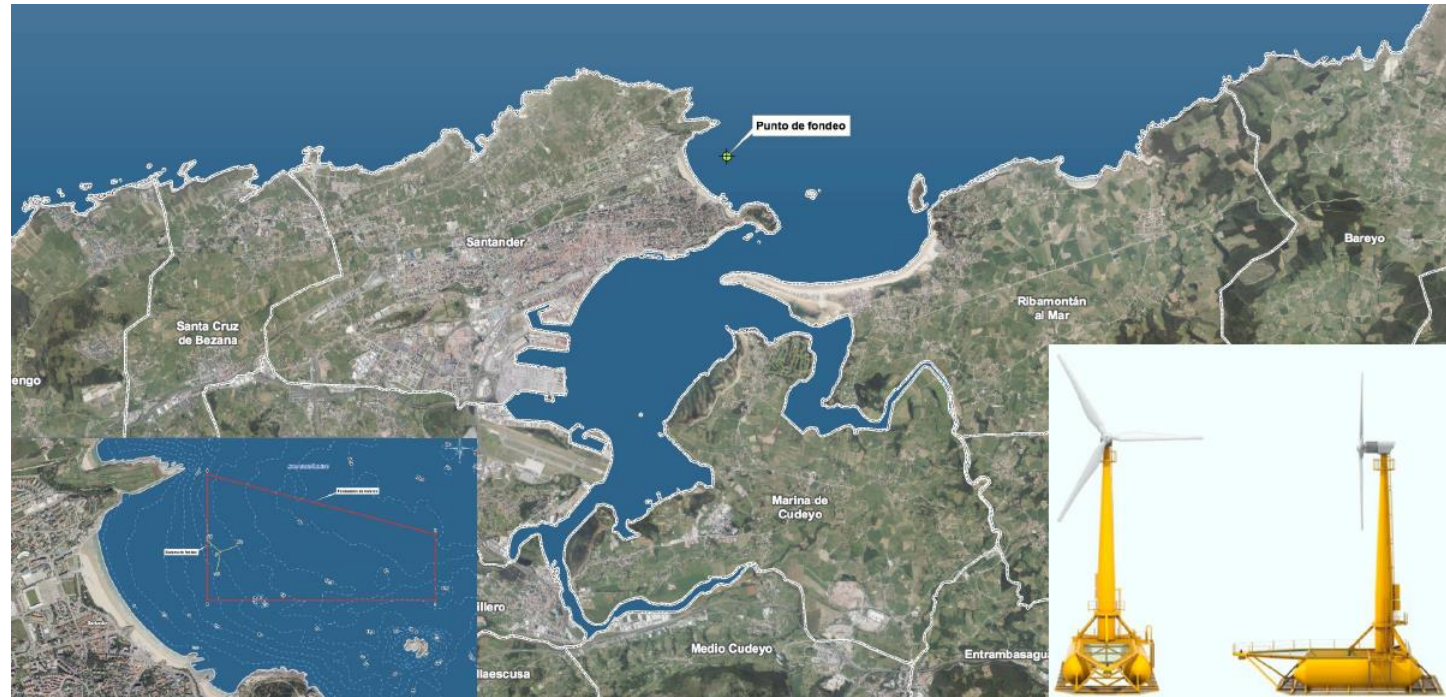 Punto de fondeo
Santander
Bareyo
Ribamontán
al Mar
Santa Cruz
de Bezana
engo
Marina de
Cudeyo
illero
Medio Cudeyo
Entrambasagua
llaescusa